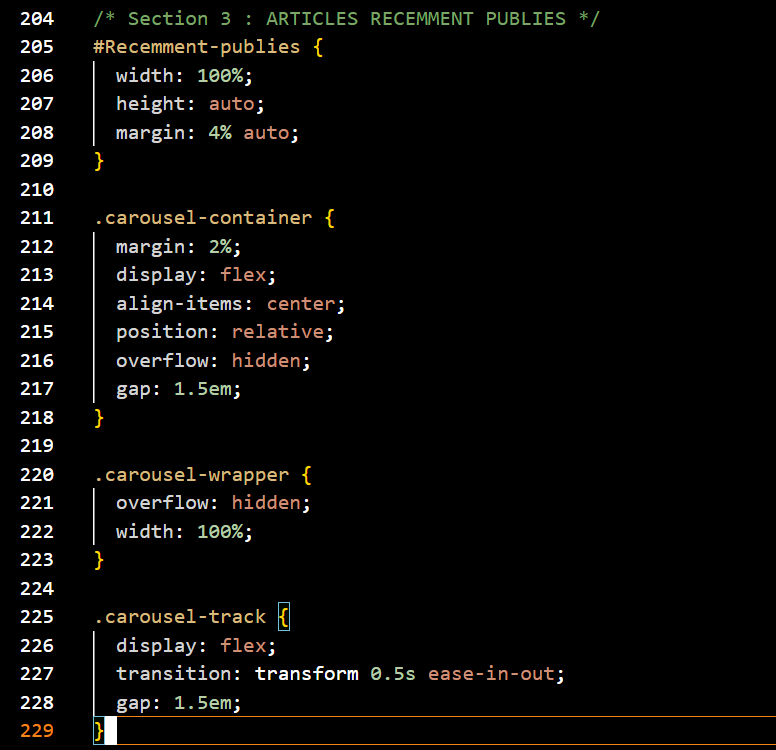 204 /* Section 3 : ARTICLES RECEMMENT PUBLIES */
205 #Recemment-publies {
206 width: 100%;
207 height: auto;
208 margin: 4% auto;
209 }
210
211 .carousel-container {
212 margin: 2%;
213 display: flex;
214 align-items: center;
215 position: relative;
216 overflow: hidden;
217 gap: 1.5em;
218 }
219
220 .carousel-wrapper {
221 overflow: hidden;
222 width: 100%;
223 }
224
225 .carousel-track {
226 display: flex;
227 transition: transform 0.5s ease-in-out;
228 gap: 1.5em;
229 }